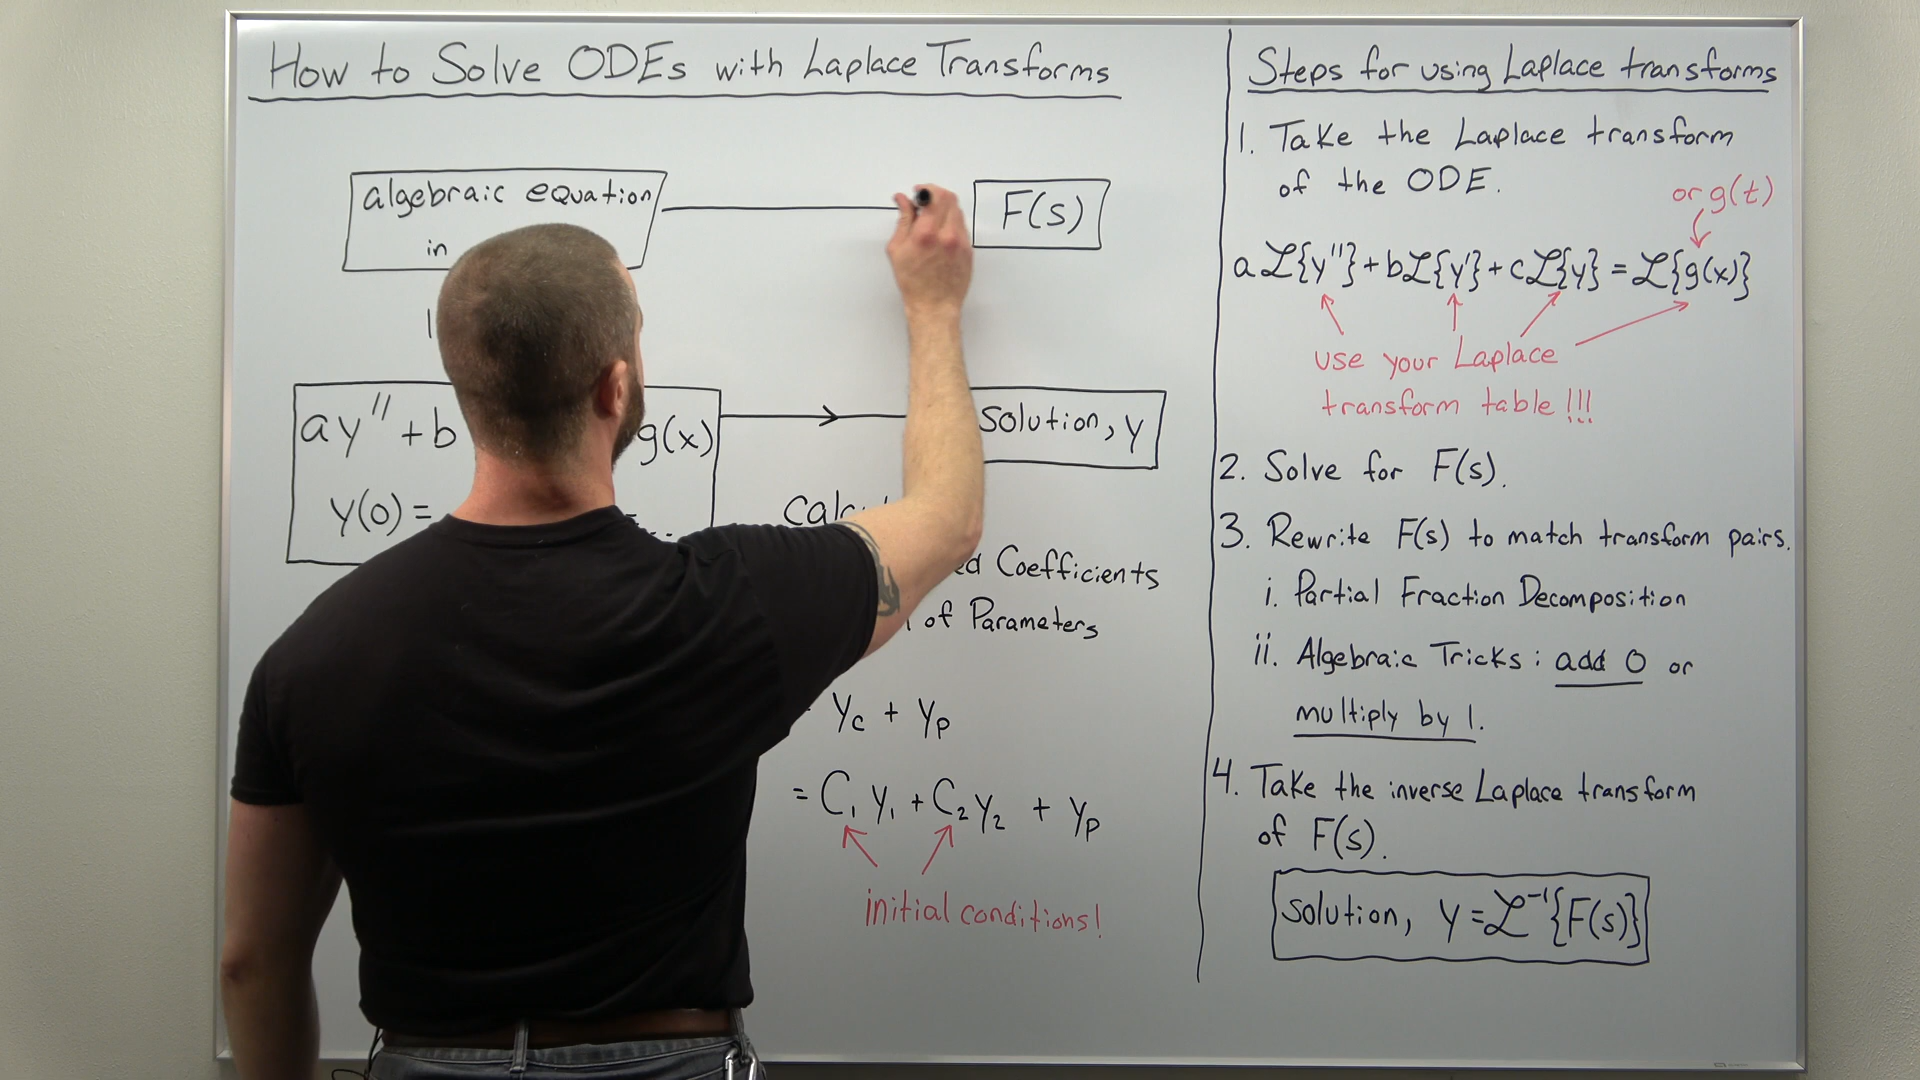 How to Solve ODEs with Laplace Transforms
algebraic equation
in
F(s)
ay'' + b
g(x)
y(0) =
solution, y
Coefficients
of Parameters
yc + yp
= C₁ y₁ + C₂ y₂ + yp
initial conditions!
Steps for using Laplace transforms
1. Take the Laplace transform
of the ODE.
or g(t)
aℒ{y''} + bℒ{y'} + cℒ{y} = ℒ{g(x)}
use your Laplace
transform table!!!
2. Solve for F(s).
3. Rewrite F(s) to match transform pairs.
i. Partial Fraction Decomposition
ii. Algebraic Tricks: add 0 or
multiply by 1.
4. Take the inverse Laplace transform
of F(s).
solution, y = ℒ⁻¹{F(s)}